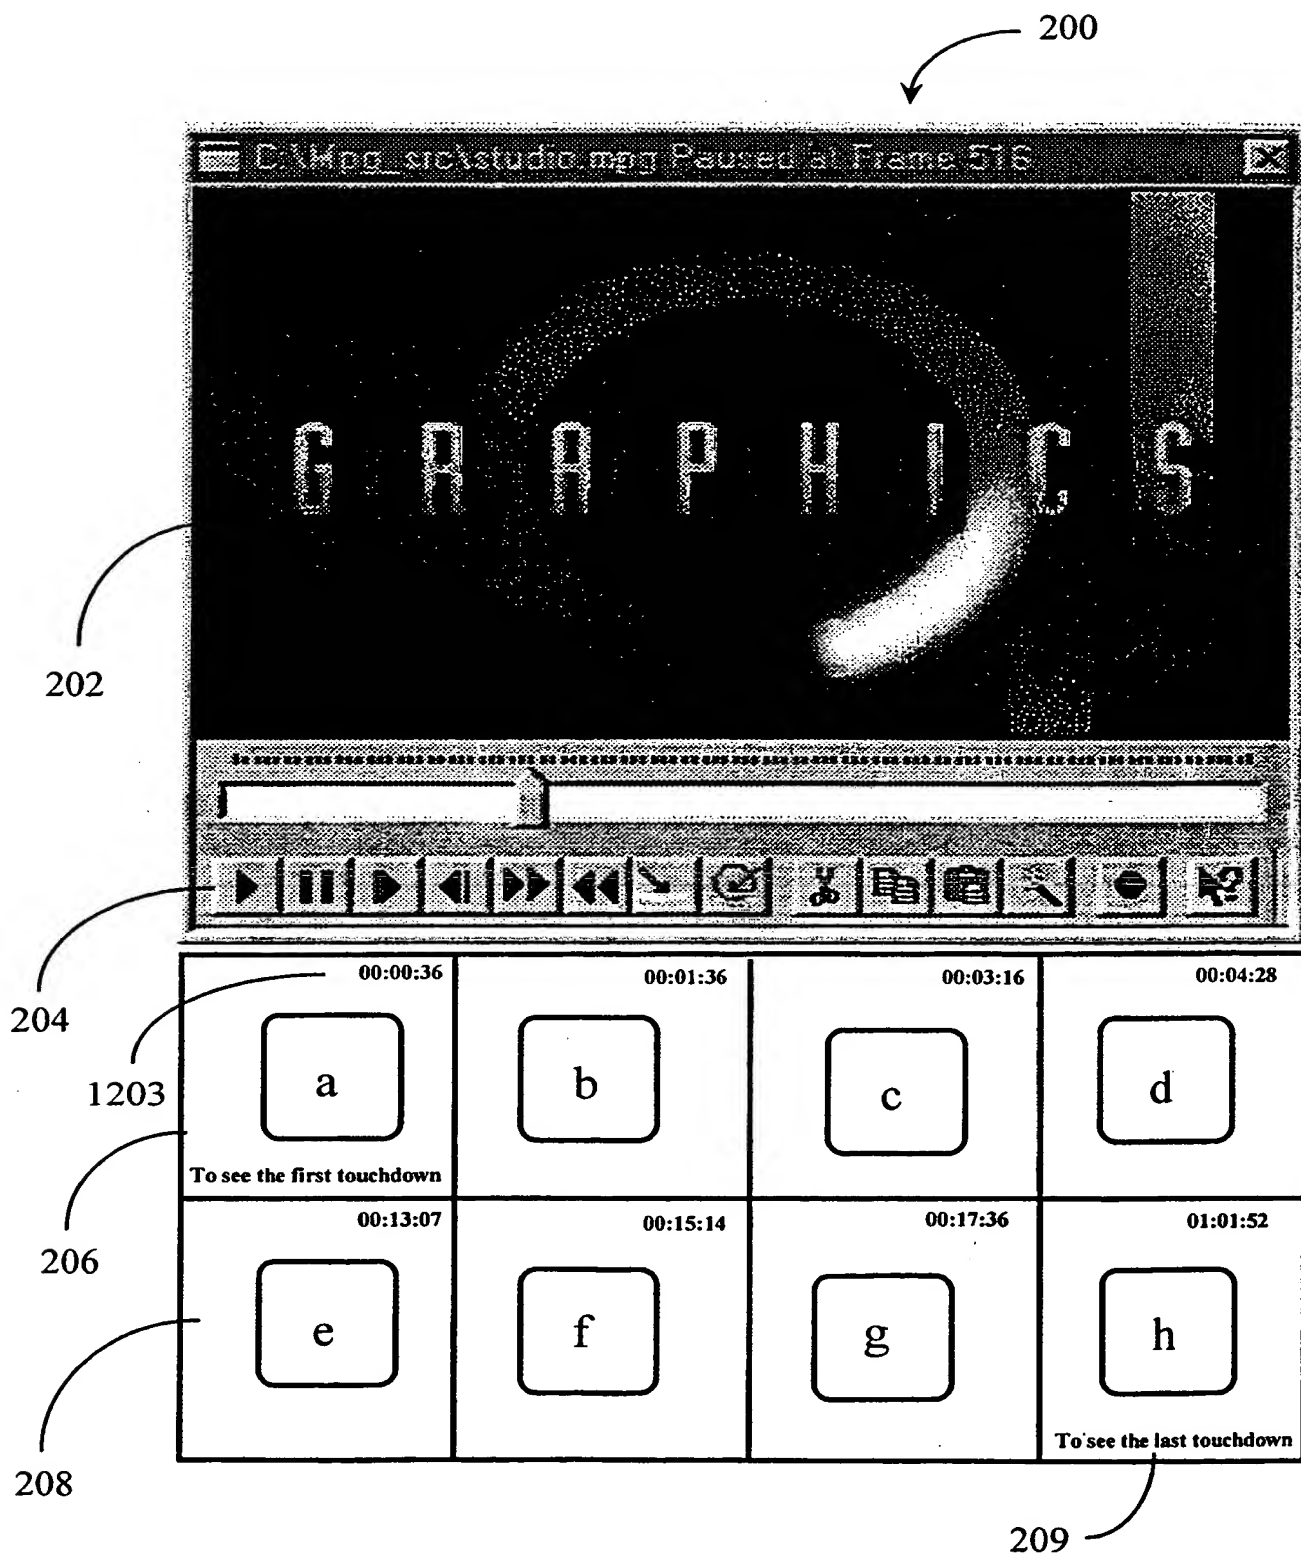 200
C:\Mpg_src\studio.mpg Paused at Frame 516
GRAPHICS
202
204
00:00:36 00:01:36 00:03:16 00:04:28
1203
a b c d
206
To see the first touchdown
00:13:07 00:15:14 00:17:36 01:01:52
e f g h
208
To see the last touchdown
209